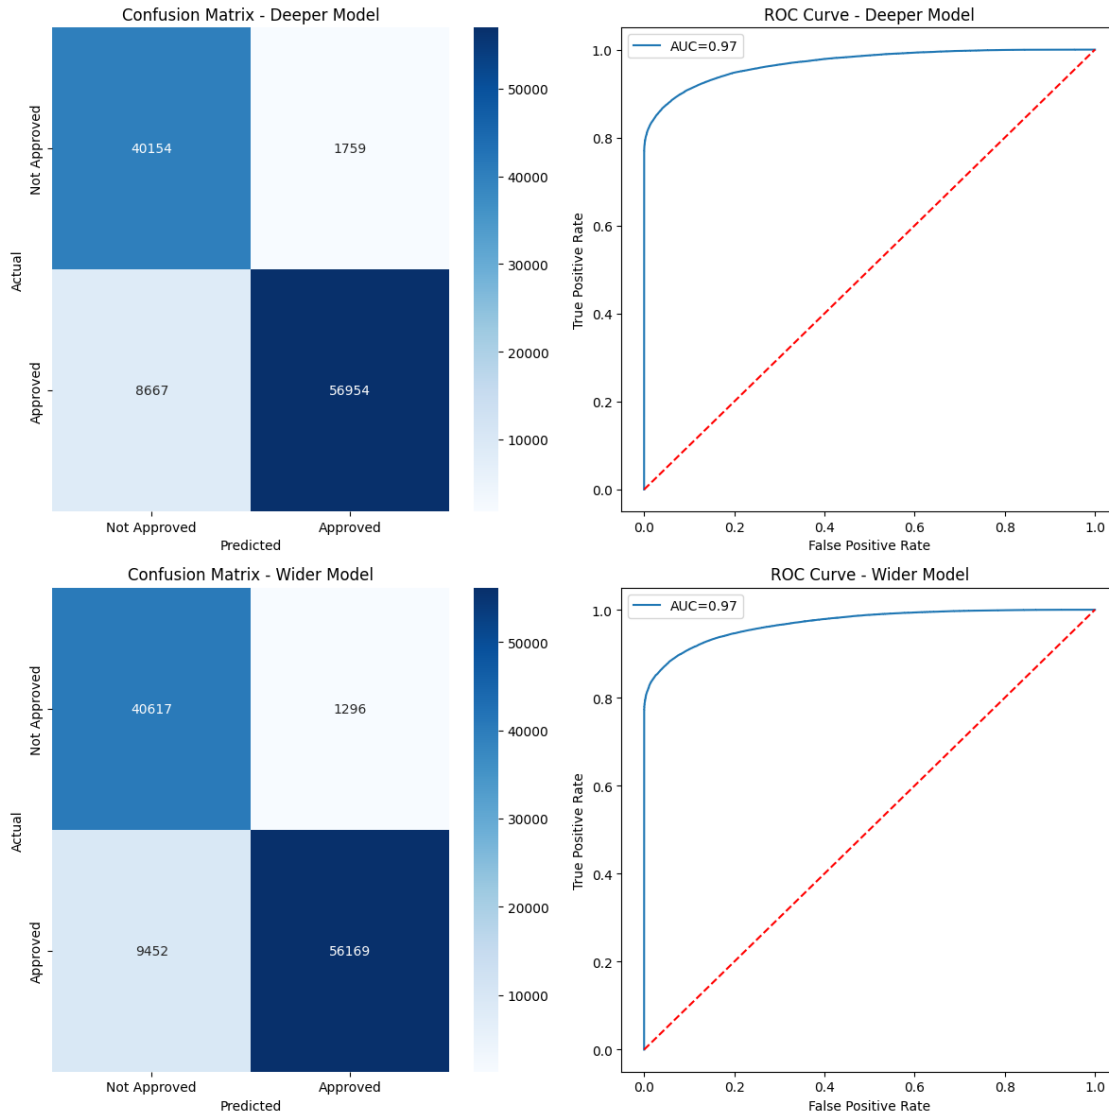 Confusion Matrix - Deeper Model
Not Approved
Approved
Actual
40154
1759
8667
56954
Not Approved
Approved
Predicted
50000
40000
30000
20000
10000
ROC Curve - Deeper Model
AUC=0.97
True Positive Rate
1.0
0.8
0.6
0.4
0.2
0.0
0.0
0.2
0.4
0.6
0.8
1.0
False Positive Rate
Confusion Matrix - Wider Model
Not Approved
Approved
Actual
40617
1296
9452
56169
Not Approved
Approved
Predicted
50000
40000
30000
20000
10000
ROC Curve - Wider Model
AUC=0.97
True Positive Rate
1.0
0.8
0.6
0.4
0.2
0.0
0.0
0.2
0.4
0.6
0.8
1.0
False Positive Rate